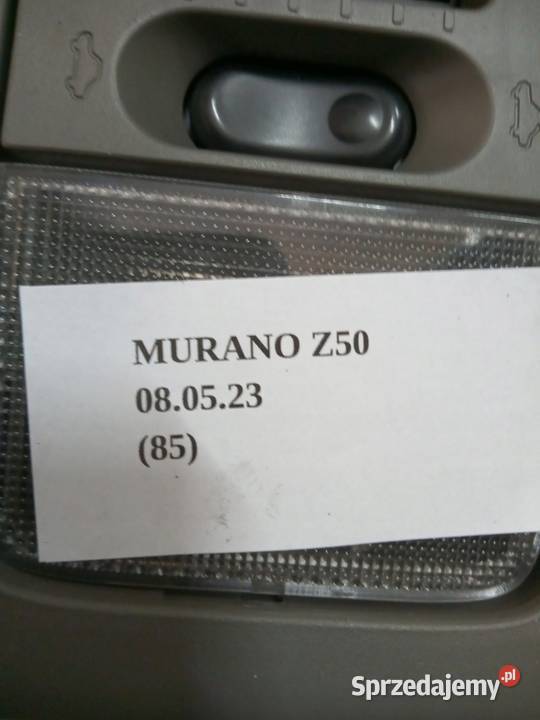 MURANO Z50
08.05.23
(85)
Sprzedajemy.pl